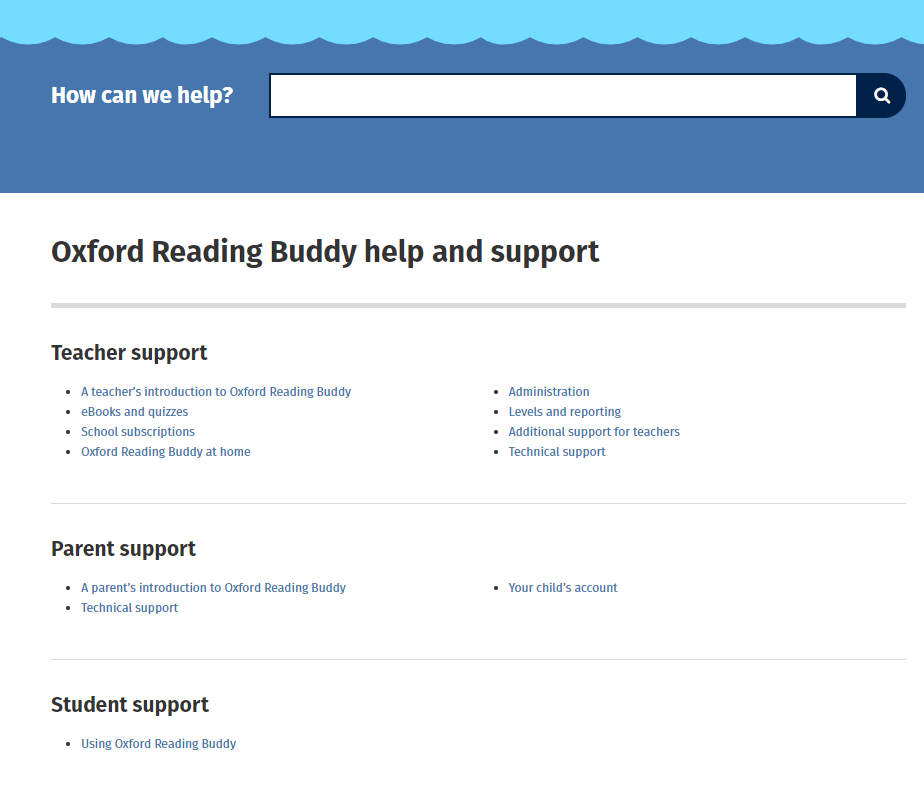 How can we help?
Oxford Reading Buddy help and support
Teacher support
A teacher's introduction to Oxford Reading Buddy
eBooks and quizzes
School subscriptions
Oxford Reading Buddy at home
Administration
Levels and reporting
Additional support for teachers
Technical support
Parent support
A parent's introduction to Oxford Reading Buddy
Technical support
Your child's account
Student support
Using Oxford Reading Buddy